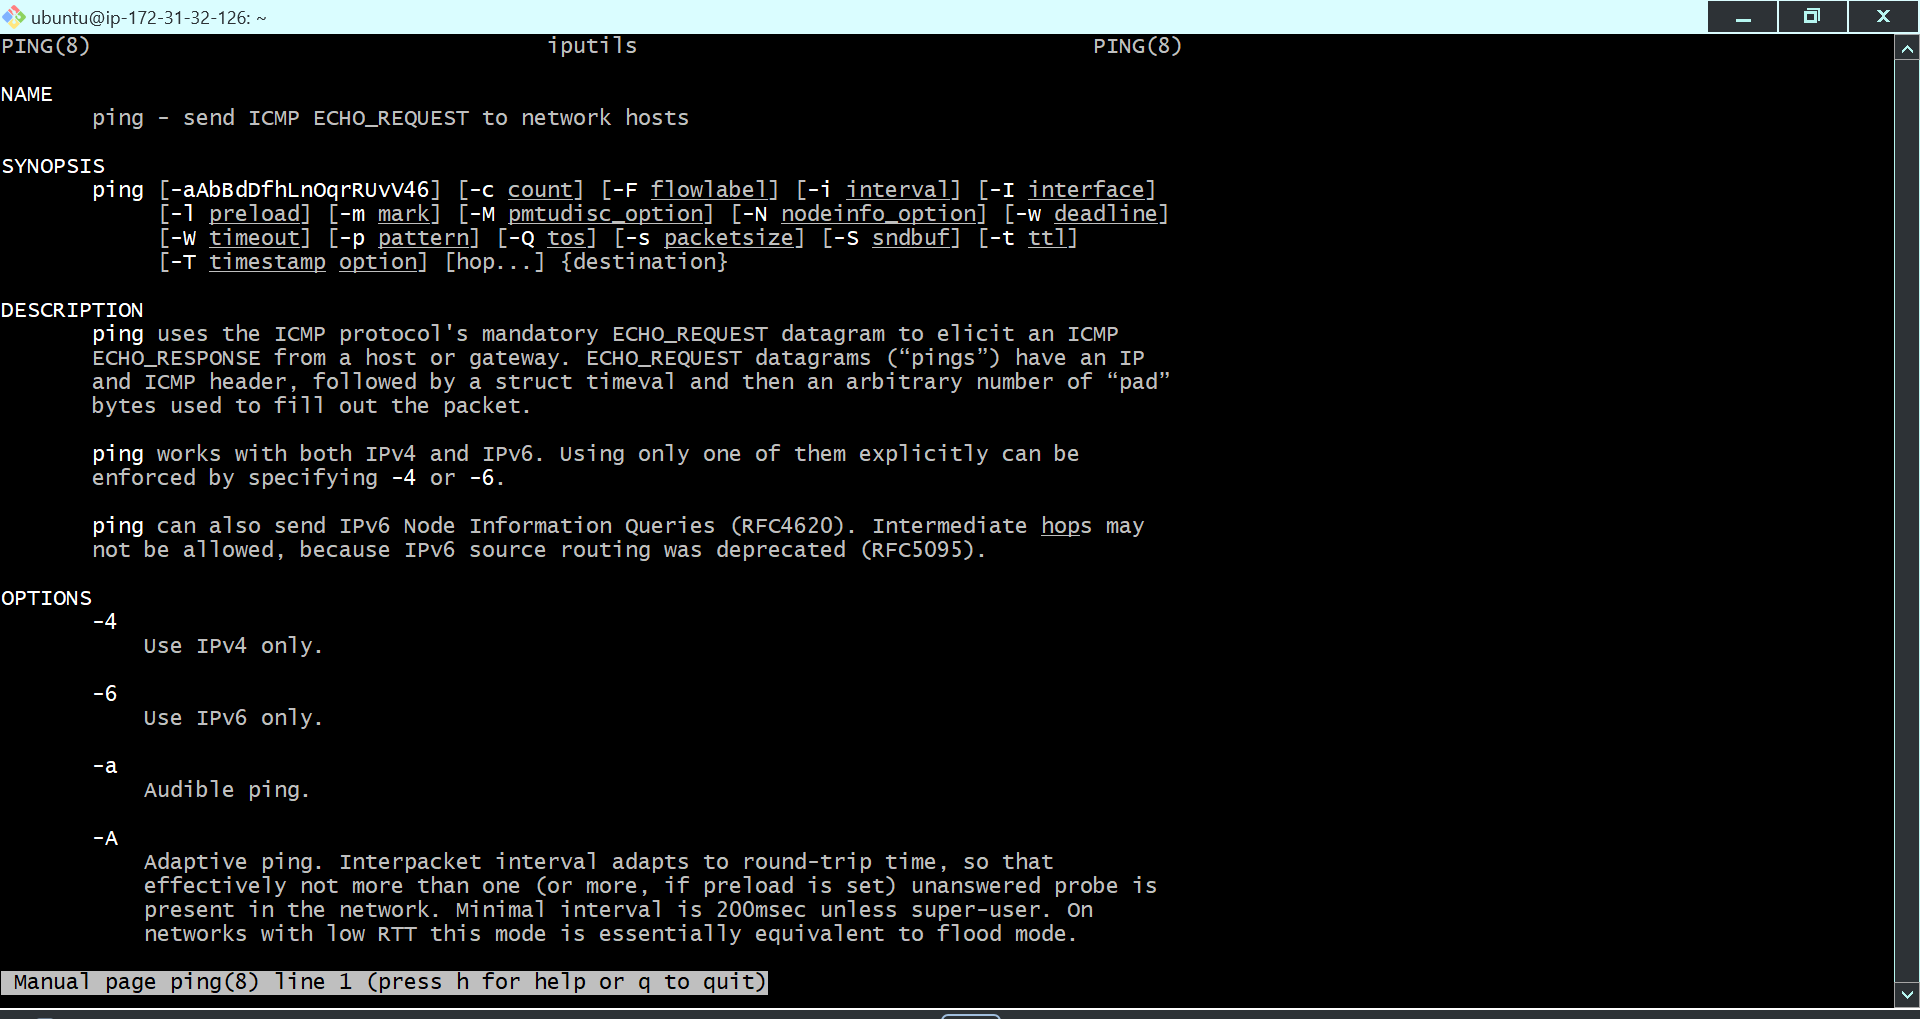 ubuntu@ip-172-31-32-126: ~
PING(8) iputils PING(8)
NAME
ping - send ICMP ECHO_REQUEST to network hosts
SYNOPSIS
ping [-aAbBdDfhLnOqrRUvV46] [-c count] [-F flowlabel] [-i interval] [-I interface]
[-l preload] [-m mark] [-M pmtudisc_option] [-N nodeinfo_option] [-w deadline]
[-W timeout] [-p pattern] [-Q tos] [-s packetsize] [-S sndbuf] [-t ttl]
[-T timestamp option] [hop...] {destination}
DESCRIPTION
ping uses the ICMP protocol's mandatory ECHO_REQUEST datagram to elicit an ICMP
ECHO_RESPONSE from a host or gateway. ECHO_REQUEST datagrams (“pings”) have an IP
and ICMP header, followed by a struct timeval and then an arbitrary number of “pad”
bytes used to fill out the packet.
ping works with both IPv4 and IPv6. Using only one of them explicitly can be
enforced by specifying -4 or -6.
ping can also send IPv6 Node Information Queries (RFC4620). Intermediate hops may
not be allowed, because IPv6 source routing was deprecated (RFC5095).
OPTIONS
-4
Use IPv4 only.
-6
Use IPv6 only.
-a
Audible ping.
-A
Adaptive ping. Interpacket interval adapts to round-trip time, so that
effectively not more than one (or more, if preload is set) unanswered probe is
present in the network. Minimal interval is 200msec unless super-user. On
networks with low RTT this mode is essentially equivalent to flood mode.
Manual page ping(8) line 1 (press h for help or q to quit)